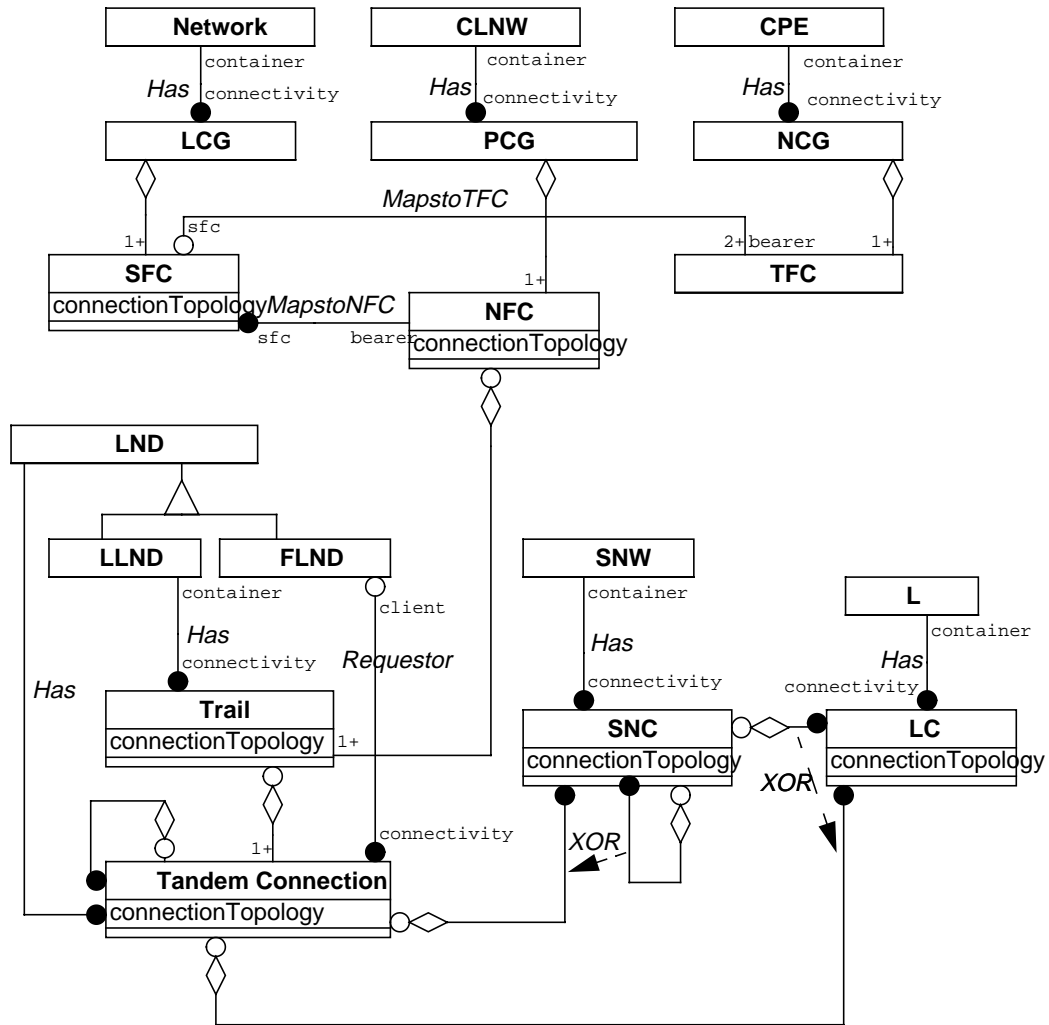 Network
CLNW
CPE
container
container
container
Has
connectivity
Has
connectivity
Has
connectivity
LCG
PCG
NCG
MapstoTFC
sfc
1+
2+
bearer
1+
SFC
TFC
connectionTopology
MapstoNFC
1+
NFC
sfc
bearer
connectionTopology
LND
LLND
FLND
SNW
container
client
container
L
container
Has
Requestor
Has
Has
connectivity
connectivity
connectivity
Has
Trail
1+
SNC
LC
connectionTopology
connectionTopology
connectionTopology
XOR
XOR
connectivity
1+
Tandem Connection
connectionTopology